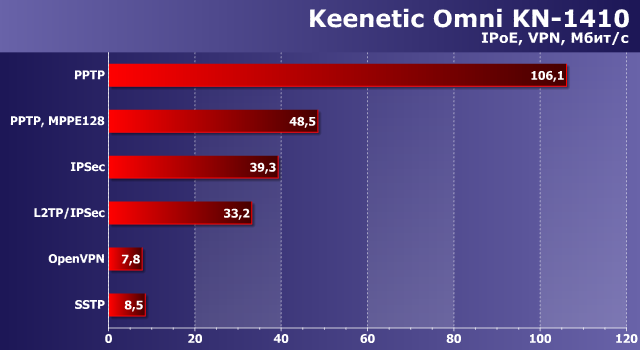 Keenetic Omni KN-1410
IPoE, VPN, Мбит/с
PPTP 106,1
PPTP, MPPE128 48,5
IPSec 39,3
L2TP/IPSec 33,2
OpenVPN 7,8
SSTP 8,5
0 20 40 60 80 100 120